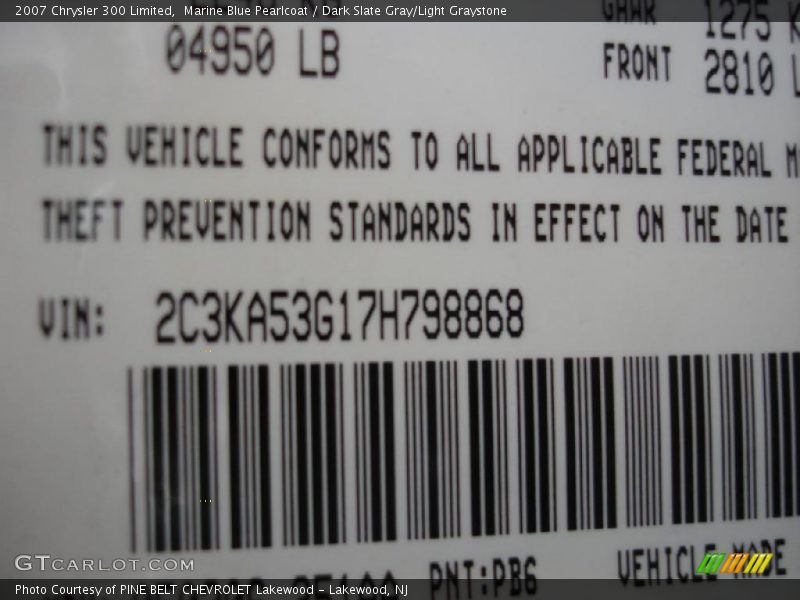 2007 Chrysler 300 Limited,  Marine Blue Pearlcoat / Dark Slate Gray/Light Graystone
GAWR 1275 K
04950 LB
FRONT 2810 L
THIS VEHICLE CONFORMS TO ALL APPLICABLE FEDERAL M
THEFT PREVENTION STANDARDS IN EFFECT ON THE DATE
VIN: 2C3KA53G17H798868
PNT:PB6
VEHICLE MADE
GTCARLOT.COM
Photo Courtesy of PINE BELT CHEVROLET Lakewood - Lakewood, NJ